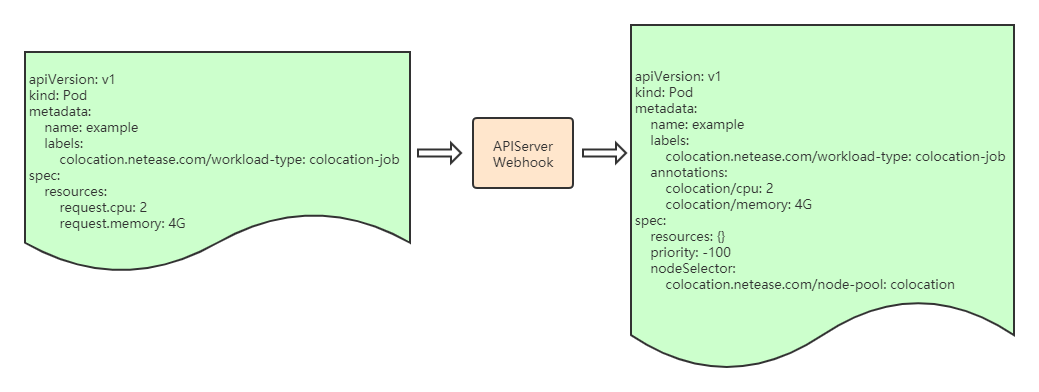 apiVersion: v1
kind: Pod
metadata:
    name: example
    labels:
        colocation.netease.com/workload-type: colocation-job
spec:
    resources:
        request.cpu: 2
        request.memory: 4G
APIServer
Webhook
apiVersion: v1
kind: Pod
metadata:
    name: example
    labels:
        colocation.netease.com/workload-type: colocation-job
    annotations:
        colocation/cpu: 2
        colocation/memory: 4G
spec:
    resources: {}
    priority: -100
    nodeSelector:
        colocation.netease.com/node-pool: colocation